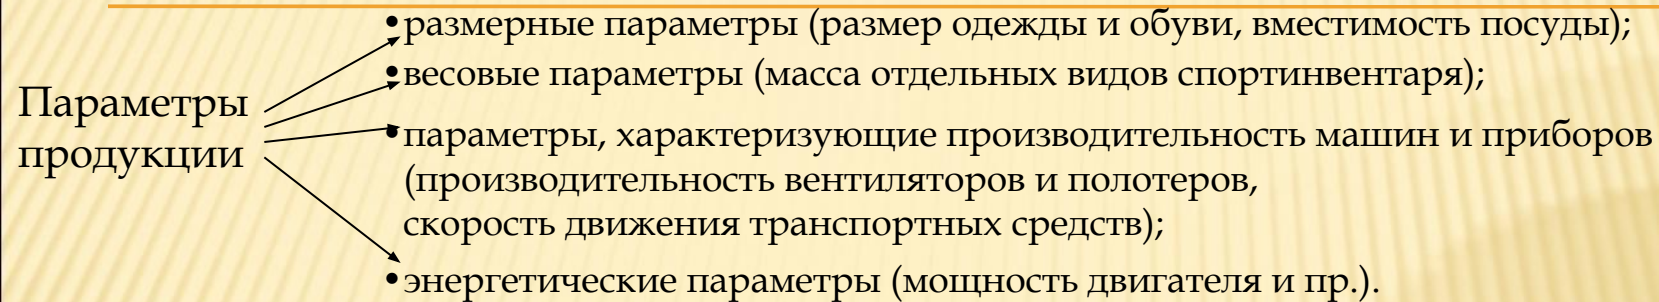 Параметры
продукции
•размерные параметры (размер одежды и обуви, вместимость посуды);
•весовые параметры (масса отдельных видов спортинвентаря);
•параметры, характеризующие производительность машин и приборов
(производительность вентиляторов и полотеров,
скорость движения транспортных средств);
•энергетические параметры (мощность двигателя и пр.).